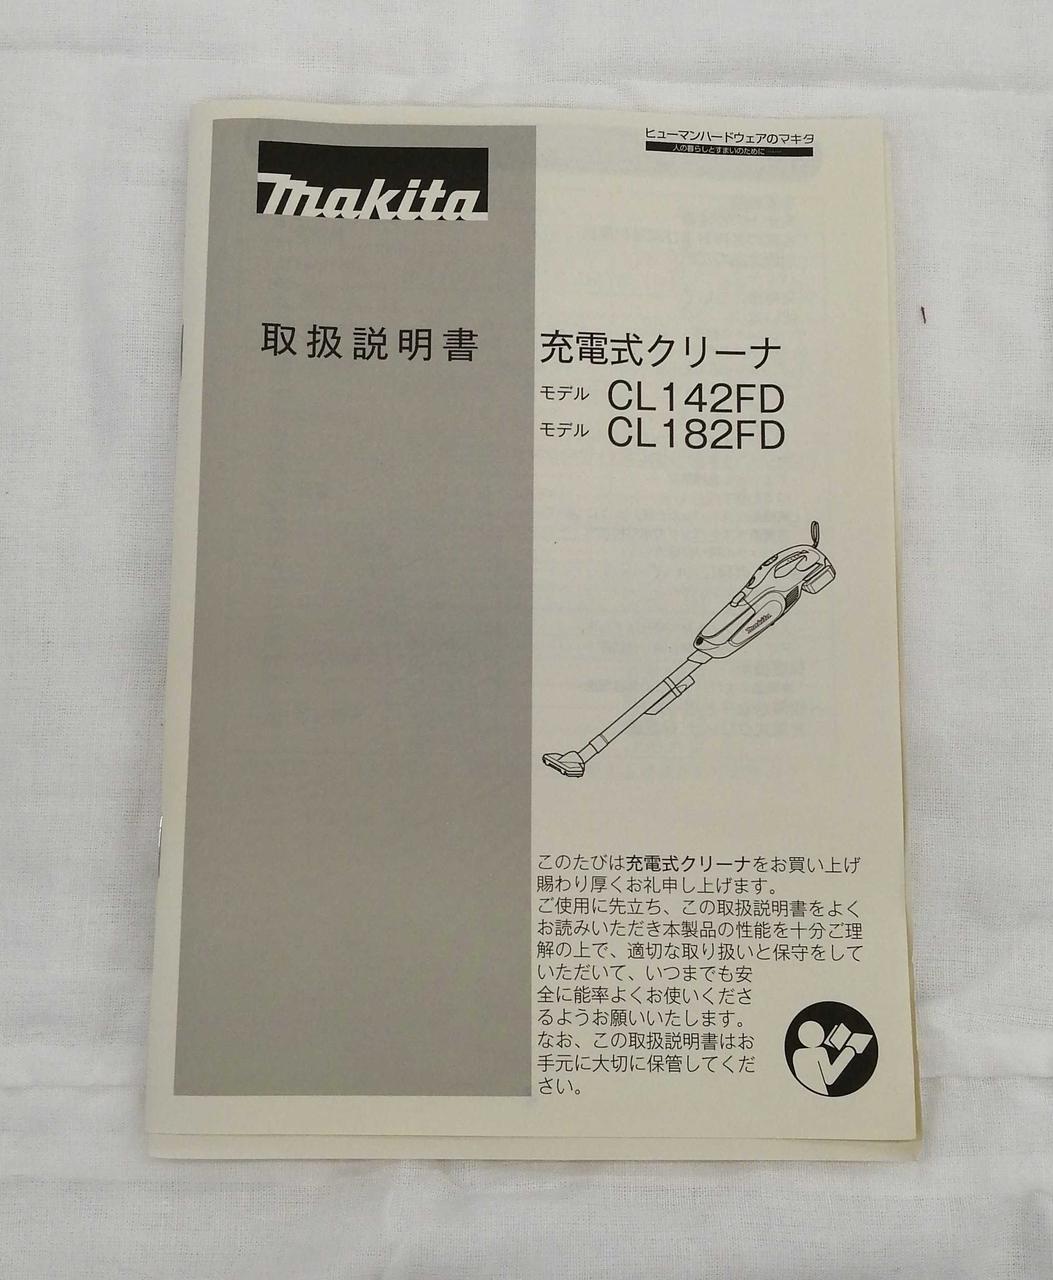 makita
ヒューマンハードウェアのマキタ
人の暮らしとすまいのために……
取扱説明書
充電式クリーナ
モデル CL142FD
モデル CL182FD
makita
このたびは充電式クリーナをお買い上げ
賜わり厚くお礼申し上げます。
ご使用に先立ち、この取扱説明書をよく
お読みいただき本製品の性能を十分ご理
解の上で、適切な取り扱いと保守をして
いただいて、いつまでも安
全に能率よくお使いくださ
るようお願いいたします。
なお、この取扱説明書はお
手元に大切に保管してくだ
さい。